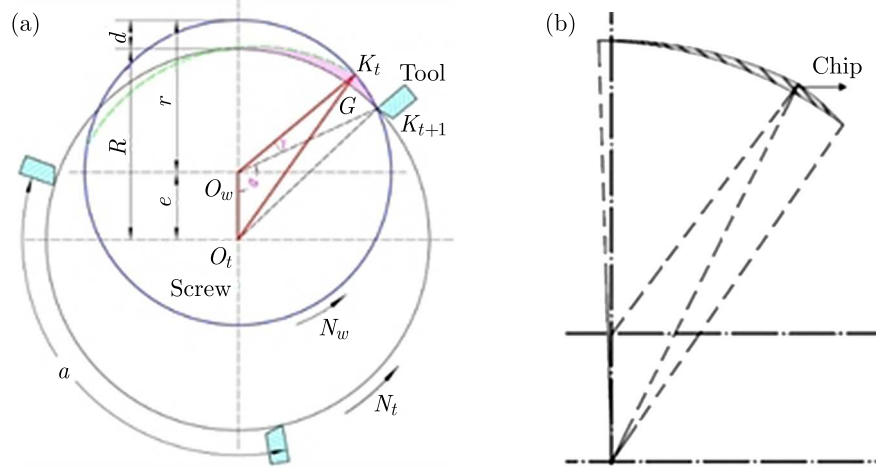 (a)
d
r
R
e
K_t
Tool
G
K_{t+1}
O_w
O_t
Screw
N_w
a
N_t
(b)
Chip